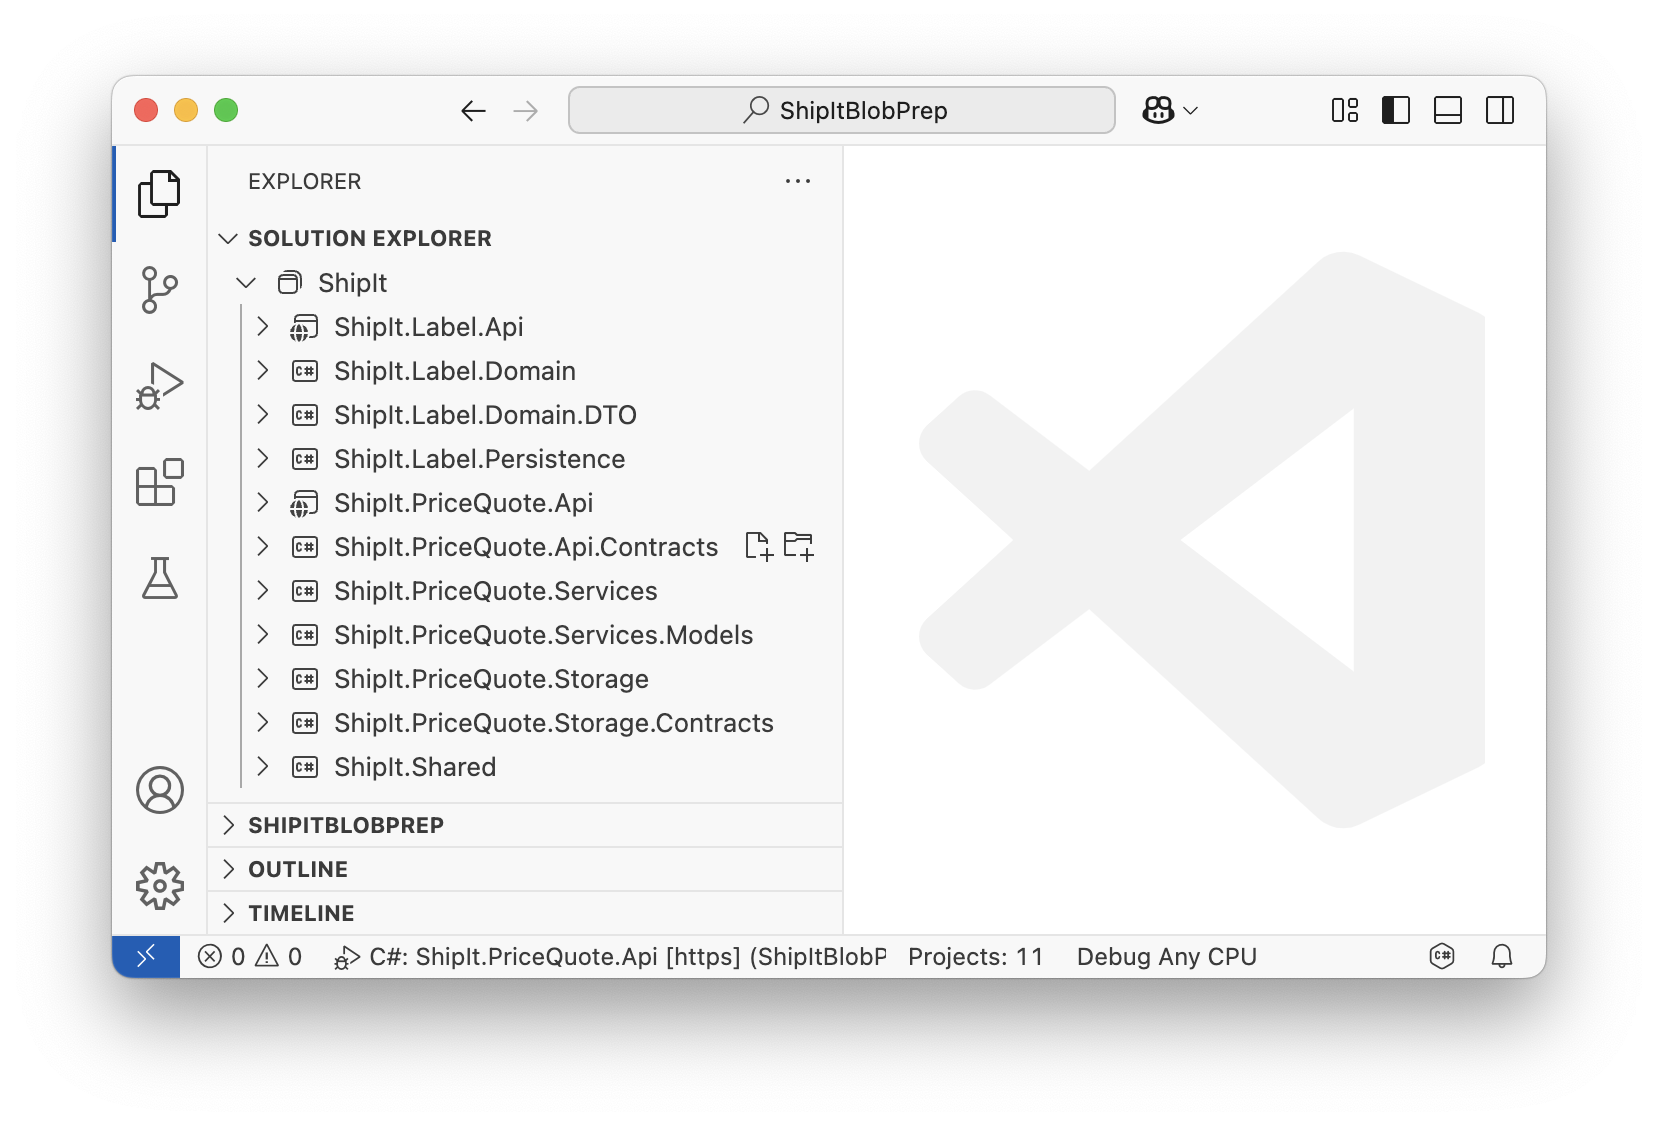 ShipItBlobPrep
EXPLORER
SOLUTION EXPLORER
ShipIt
ShipIt.Label.Api
ShipIt.Label.Domain
ShipIt.Label.Domain.DTO
ShipIt.Label.Persistence
ShipIt.PriceQuote.Api
ShipIt.PriceQuote.Api.Contracts
ShipIt.PriceQuote.Services
ShipIt.PriceQuote.Services.Models
ShipIt.PriceQuote.Storage
ShipIt.PriceQuote.Storage.Contracts
ShipIt.Shared
SHIPITBLOBPREP
OUTLINE
TIMELINE
0 0 C#: ShipIt.PriceQuote.Api [https] (ShipItBlobP Projects: 11 Debug Any CPU